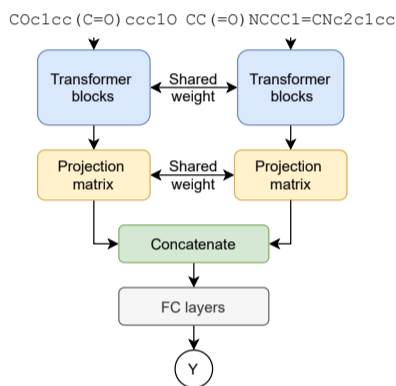 COc1cc(C=O)ccc1O CC(=O)NCCC1=CNc2c1cc
Transformer blocks
Shared weight
Transformer blocks
Projection matrix
Shared weight
Projection matrix
Concatenate
FC layers
Y